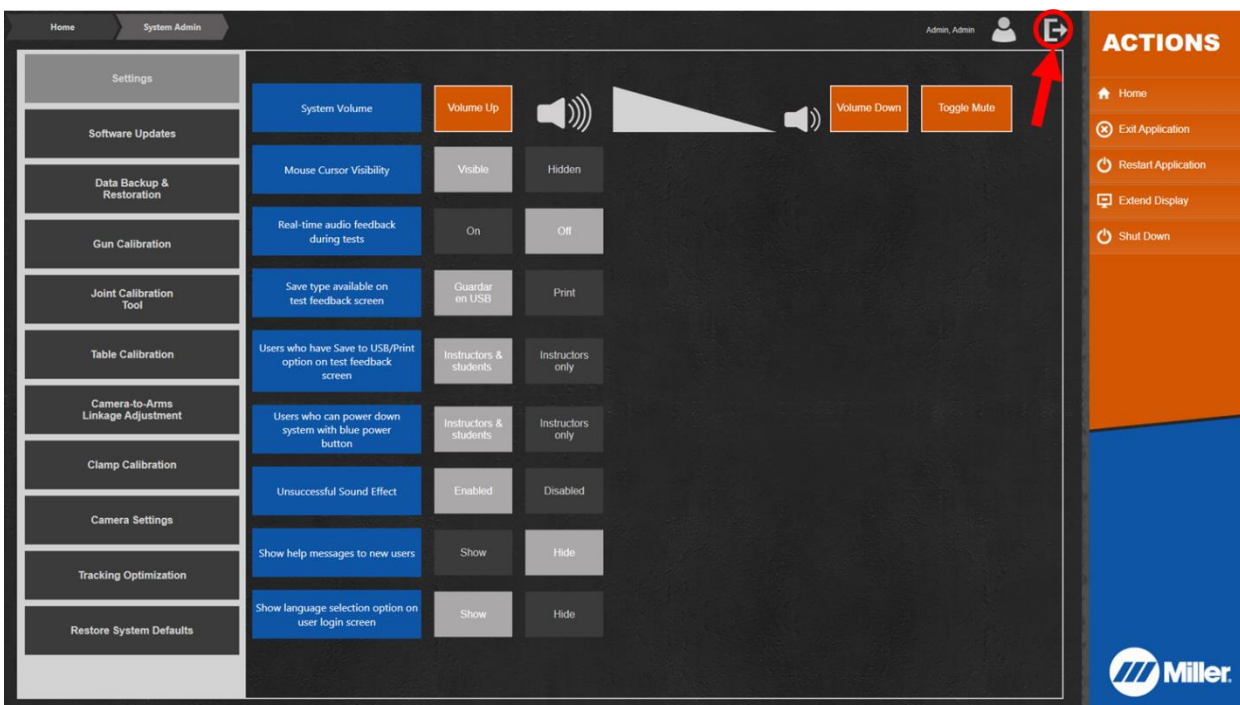 Home
System Admin
Admin, Admin
ACTIONS
Settings
Software Updates
Data Backup &
Restoration
Gun Calibration
Joint Calibration
Tool
Table Calibration
Camera-to-Arms
Linkage Adjustment
Clamp Calibration
Camera Settings
Tracking Optimization
Restore System Defaults
System Volume
Volume Up
Volume Down
Toggle Mute
Mouse Cursor Visibility
Visible
Hidden
Real-time audio feedback
during tests
On
Off
Save type available on
test feedback screen
Guardar
en USB
Print
Users who have Save to USB/Print
option on test feedback
screen
Instructors &
students
Instructors
only
Users who can power down
system with blue power
button
Instructors &
students
Instructors
only
Unsuccessful Sound Effect
Enabled
Disabled
Show help messages to new users
Show
Hide
Show language selection option on
user login screen
Show
Hide
Home
Exit Application
Restart Application
Extend Display
Shut Down
Miller.